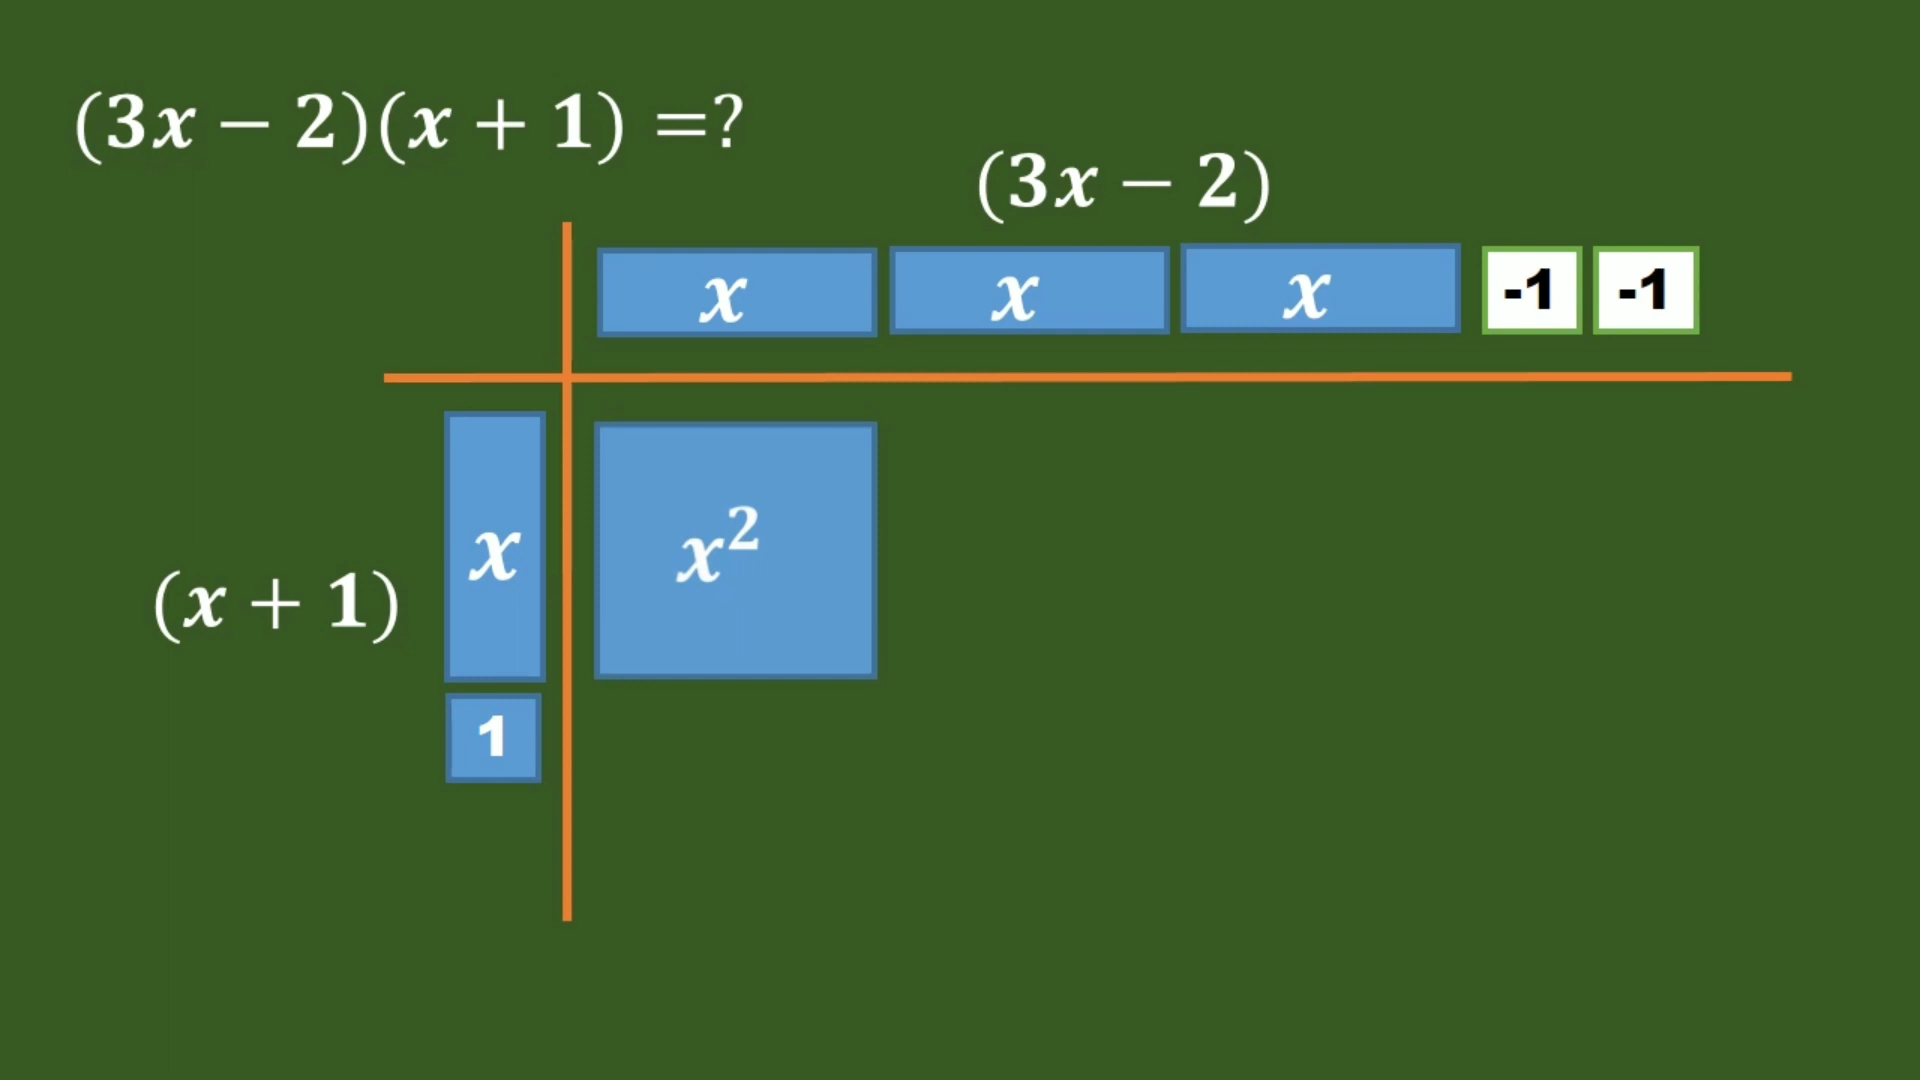 (3x − 2)(x + 1) =?
(3x − 2)
x x x -1 -1
x x²
(x + 1)
1